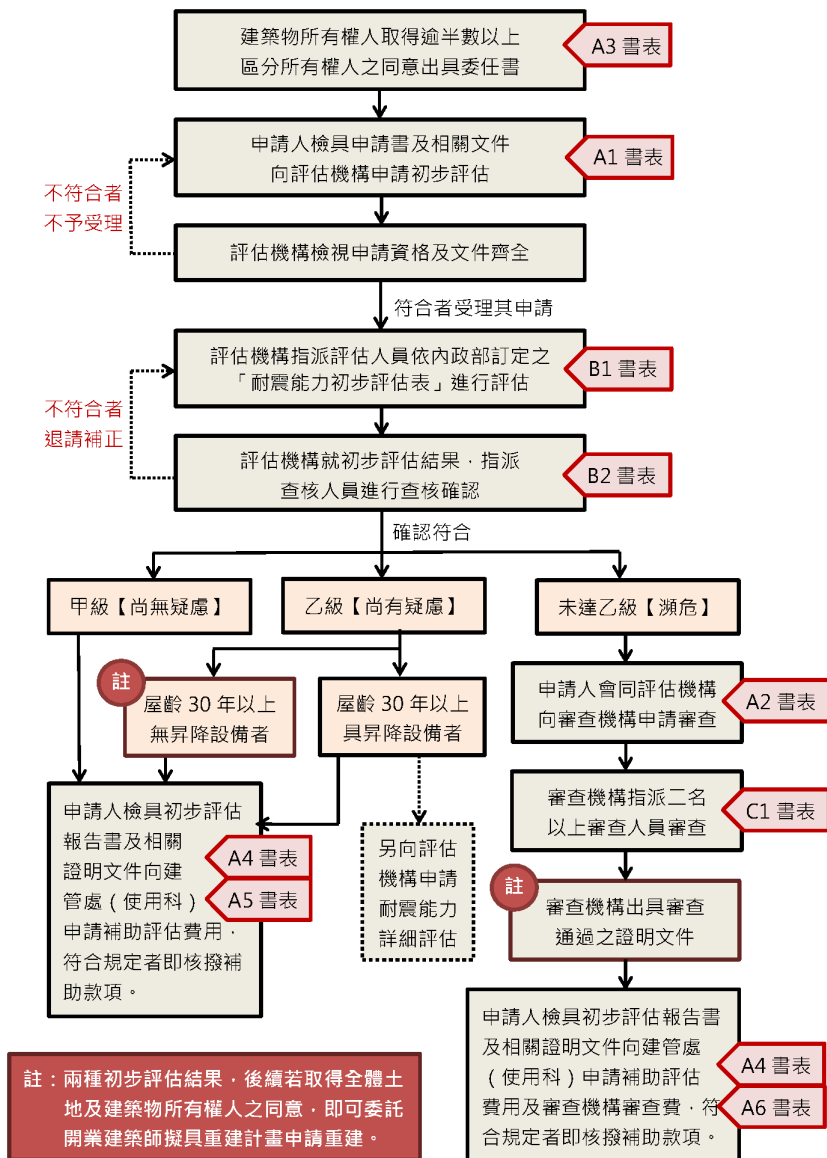 建築物所有權人取得逾半數以上
區分所有權人之同意出具委任書
A3 書表
申請人檢具申請書及相關文件
向評估機構申請初步評估
A1 書表
不符合者
不予受理
評估機構檢視申請資格及文件齊全
符合者受理其申請
評估機構指派評估人員依內政部訂定之
「耐震能力初步評估表」進行評估
B1 書表
不符合者
退請補正
評估機構就初步評估結果，指派
查核人員進行查核確認
B2 書表
確認符合
甲級【尚無疑慮】
乙級【尚有疑慮】
未達乙級【瀕危】
註
屋齡 30 年以上
無昇降設備者
屋齡 30 年以上
具昇降設備者
申請人會同評估機構
向審查機構申請審查
A2 書表
申請人檢具初步評估
報告書及相關
證明文件向建
管處（使用科）
申請補助評估費用，
符合規定者即核撥補
助款項。
A4 書表
A5 書表
另向評估
機構申請
耐震能力
詳細評估
審查機構指派二名
以上審查人員審查
C1 書表
註
審查機構出具審查
通過之證明文件
申請人檢具初步評估報告書
及相關證明文件向建管處
（使用科）申請補助評估
費用及審查機構審查費，符
合規定者即核撥補助款項。
A4 書表
A6 書表
註：兩種初步評估結果，後續若取得全體土
地及建築物所有權人之同意，即可委託
開業建築師擬具重建計畫申請重建。